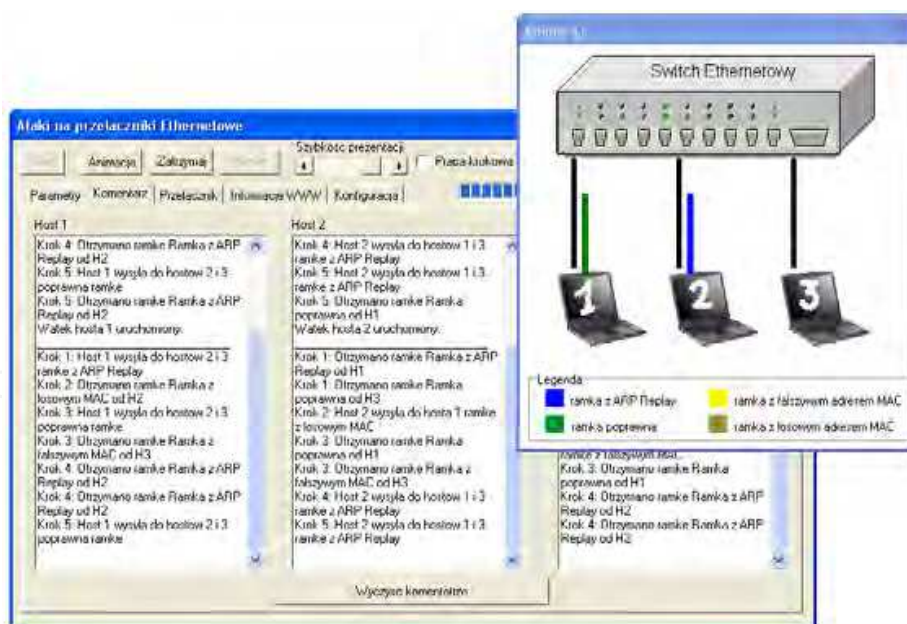 Switch Ethernetowy
1 2 3
Legenda
ramka z ARP Replay
ramka z fałszywym adresem MAC
ramka poprawna
ramka z losowym adresem MAC
Ataki na przelaczniki Ethernetowe
Animacja Zatrzymaj
Szybkosc prezentacji
Praca krokowa
Parametry Komentarz Przelacznik Informacje WWW Konfiguracja
Host 1
Krok 4: Otrzymano ramke Ramka z ARP
Replay od H2
Krok 5: Host 1 wysyla do hostow 2 i 3
poprawna ramke
Krok 5: Otrzymano ramke Ramka z ARP
Replay od H2
Watek hosta 1 uruchomiony.
Krok 1: Host 1 wysyla do hostow 2 i 3
ramke z ARP Replay
Krok 2: Otrzymano ramke Ramka z
losowym MAC od H2
Krok 3: Host 1 wysyla do hostow 2 i 3
poprawna ramke
Krok 3: Otrzymano ramke Ramka z
falszywym MAC od H3
Krok 4: Otrzymano ramke Ramka z ARP
Replay od H2
Krok 4: Otrzymano ramke Ramka z ARP
Replay od H2
Krok 5: Host 1 wysyla do hostow 2 i 3
poprawna ramke
Host 2
Krok 4: Host 2 wysyla do hostow 1 i 3
ramke z ARP Replay
Krok 5: Host 2 wysyla do hostow 1 i 3
ramke z ARP Replay
Krok 5: Otrzymano ramke Ramka
poprawna od H1
Watek hosta 2 uruchomiony.
Krok 1: Otrzymano ramke Ramka z ARP
Replay od H1
Krok 1: Otrzymano ramke Ramka
poprawna od H3
Krok 2: Host 2 wysyla do hosta 1 ramke
z losowym MAC
Krok 3: Otrzymano ramke Ramka
poprawna od H1
Krok 3: Otrzymano ramke Ramka z
falszywym MAC od H3
Krok 4: Host 2 wysyla do hostow 1 i 3
ramke z ARP Replay
Krok 5: Host 2 wysyla do hostow 1 i 3
ramke z ARP Replay
falszywym MAC
Krok 3: Otrzymano ramke Ramka
poprawna od H1
Krok 4: Otrzymano ramke Ramka z ARP
Replay od H2
Krok 4: Otrzymano ramke Ramka z ARP
Replay od H2
Wyczysc komentarze